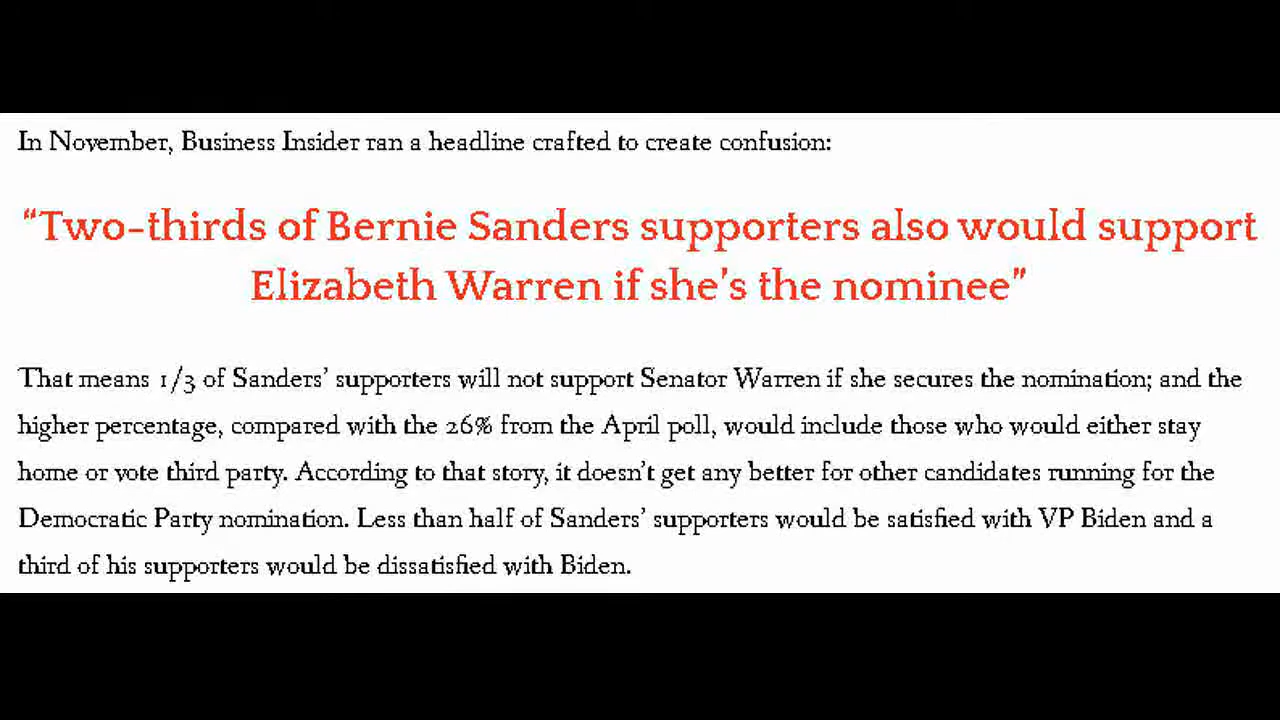 In November, Business Insider ran a headline crafted to create confusion:
“Two-thirds of Bernie Sanders supporters also would support
Elizabeth Warren if she’s the nominee”
That means 1/3 of Sanders’ supporters will not support Senator Warren if she secures the nomination; and the
higher percentage, compared with the 26% from the April poll, would include those who would either stay
home or vote third party. According to that story, it doesn’t get any better for other candidates running for the
Democratic Party nomination. Less than half of Sanders’ supporters would be satisfied with VP Biden and a
third of his supporters would be dissatisfied with Biden.